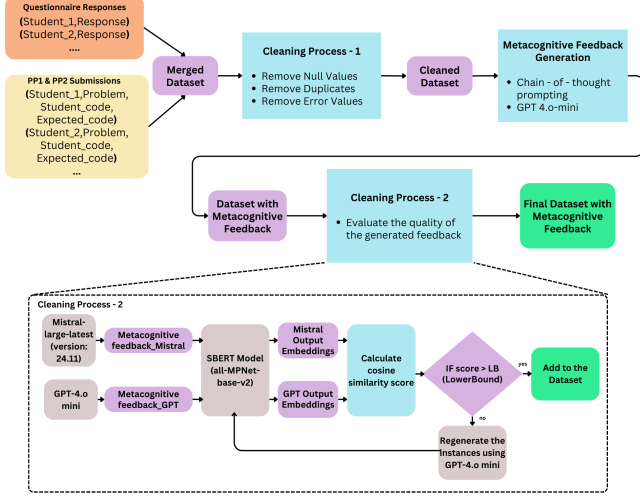 Questionnaire Responses
(Student_1,Response)
(Student_2,Response)
....
PP1 & PP2 Submissions
(Student_1,Problem,
Student_code,
Expected_code)
(Student_2,Problem,
Student_code,
Expected_code)
...
Merged
Dataset
Cleaning Process - 1
• Remove Null Values
• Remove Duplicates
• Remove Error Values
Cleaned
Dataset
Metacognitive Feedback
Generation
• Chain - of - thought
prompting
• GPT 4.o-mini
Dataset with
Metacognitive
Feedback
Cleaning Process - 2
• Evaluate the quality of
the generated feedback
Final Dataset with
Metacognitive
Feedback
Cleaning Process - 2
Mistral-
large-latest
(version:
24.11)
Metacognitive
feedback_Mistral
GPT-4.o
mini
Metacognitive
feedback_GPT
SBERT Model
(all-MPNet-
base-v2)
Mistral
Output
Embeddings
GPT Output
Embeddings
Calculate
cosine
similarity score
IF score > LB
(LowerBound)
yes
Add to the
Dataset
no
Regenerate the
Instances using
GPT-4.o mini